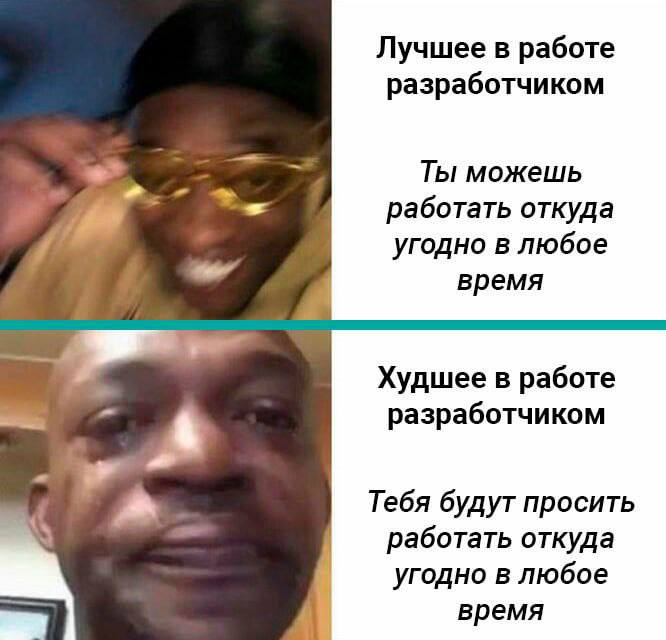 Лучшее в работе
разработчиком
Ты можешь
работать откуда
угодно в любое
время
Худшее в работе
разработчиком
Тебя будут просить
работать откуда
угодно в любое
время